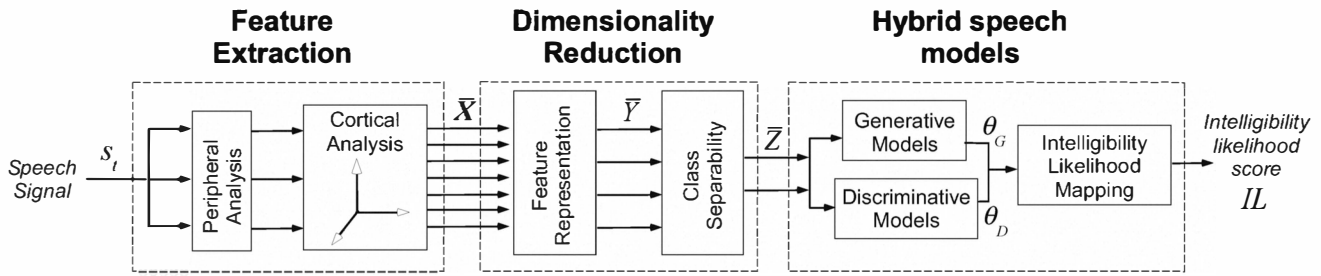 Feature
Extraction
Dimensionality
Reduction
Hybrid speech
models
Speech
Signal
s_t
Peripheral
Analysis
Cortical
Analysis
X̅
Feature
Representation
Y̅
Class
Separability
Z̅
Generative
Models
θ_G
Discriminative
Models
θ_D
Intelligibility
Likelihood
Mapping
Intelligibility
likelihood
score
IL